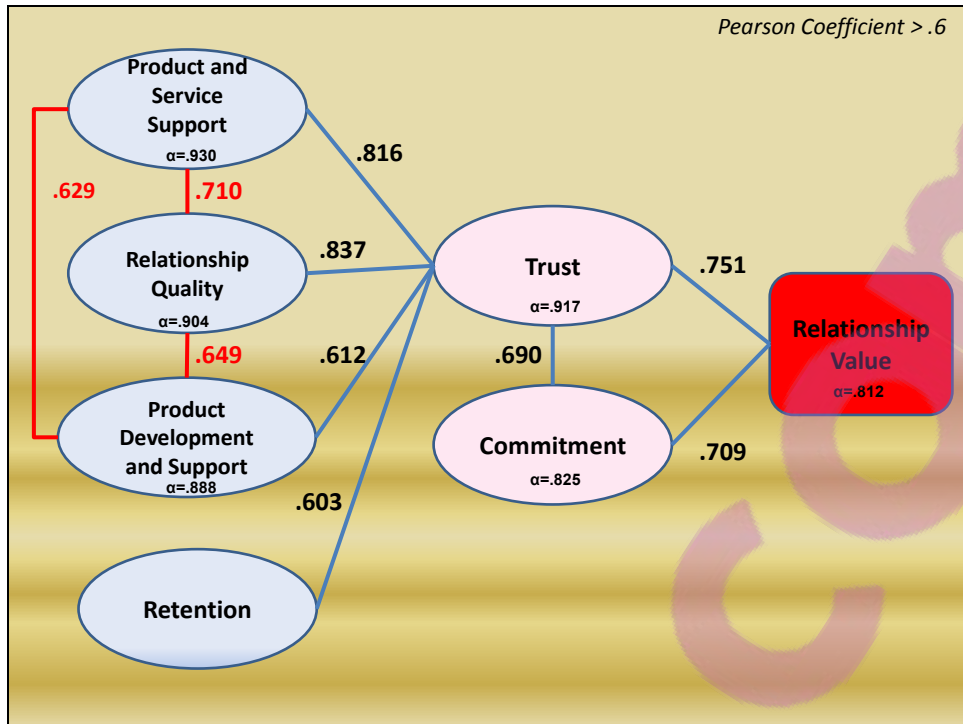 Pearson Coefficient > .6
Product and
Service
Support
α=.930
.816
.629
.710
Relationship
Quality
α=.904
.837
Trust
α=.917
.751
Relationship
Value
α=.812
.649
.612
.690
Product
Development
and Support
α=.888
Commitment
α=.825
.709
.603
Retention